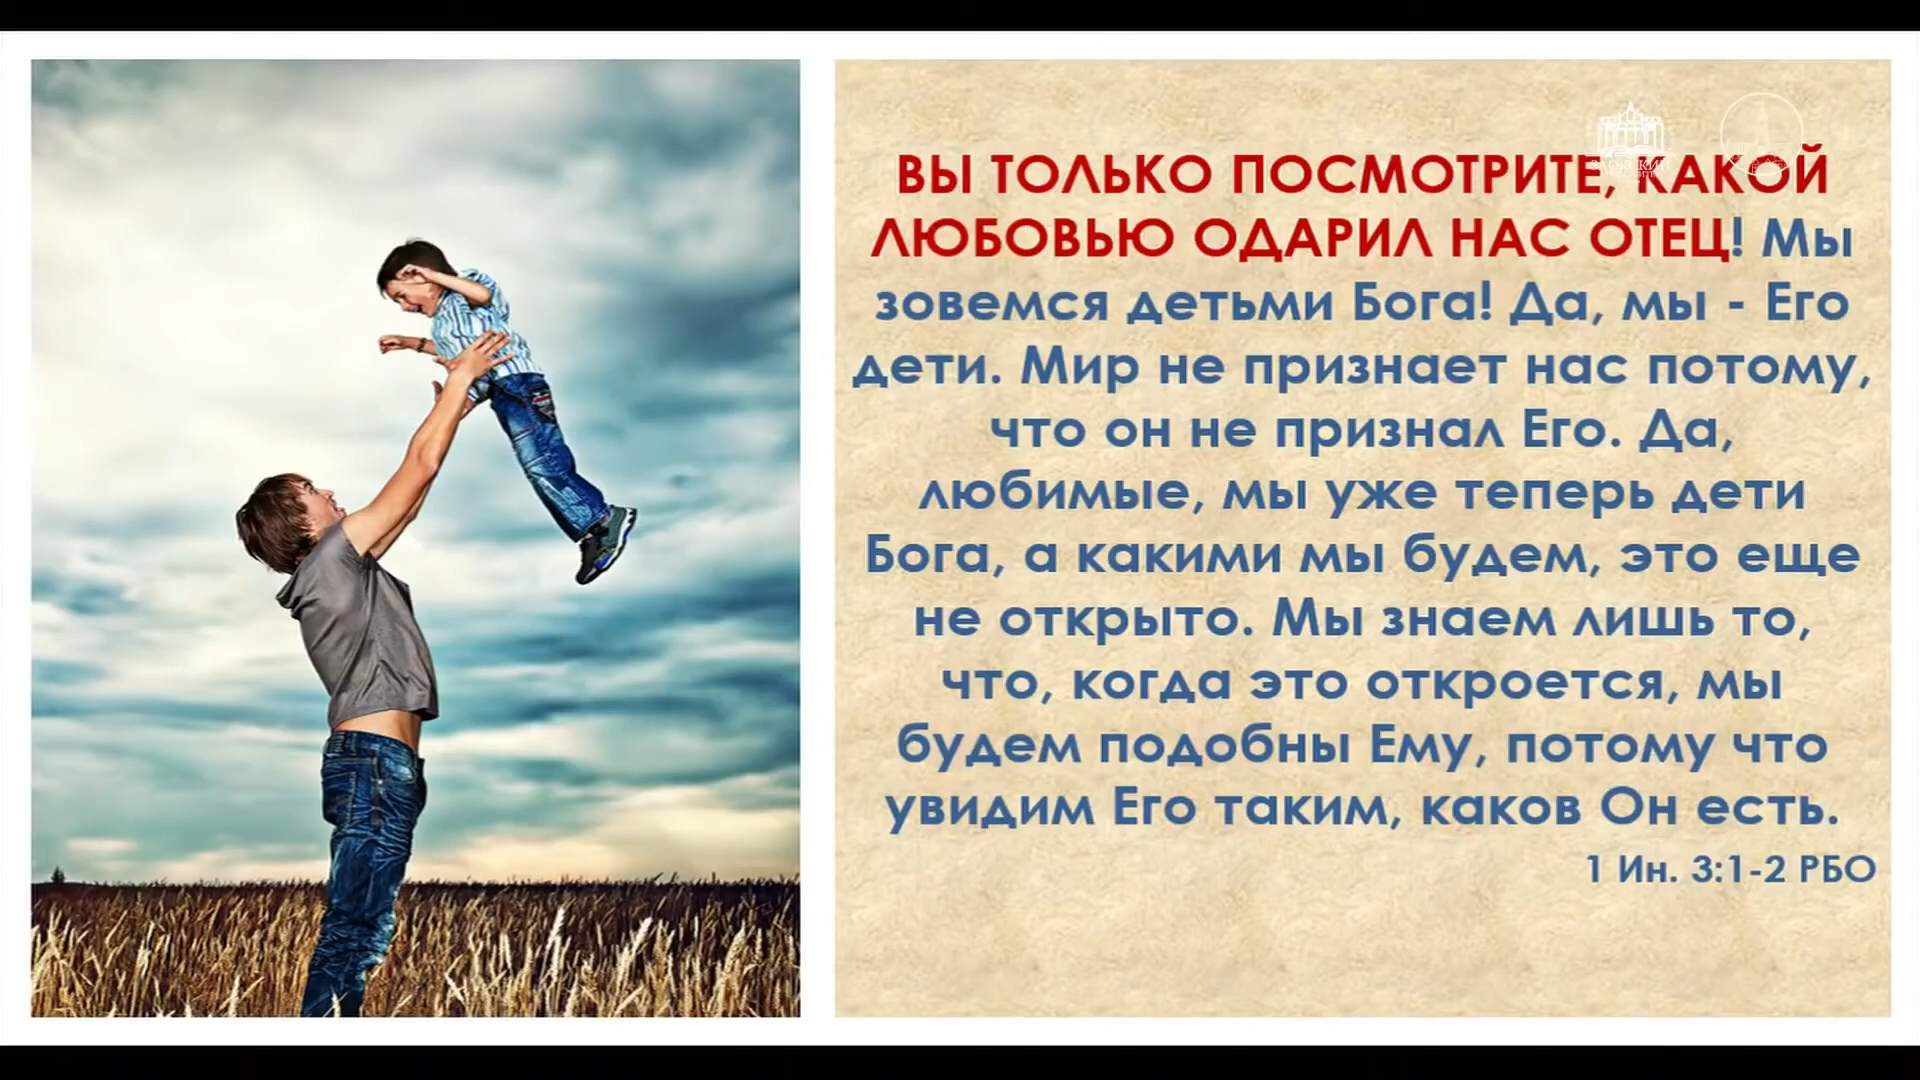 ВЫ ТОЛЬКО ПОСМОТРИТЕ, КАКОЙ
ЛЮБОВЬЮ ОДАРИЛ НАС ОТЕЦ! Мы
зовемся детьми Бога! Да, мы - Его
дети. Мир не признает нас потому,
что он не признал Его. Да,
любимые, мы уже теперь дети
Бога, а какими мы будем, это еще
не открыто. Мы знаем лишь то,
что, когда это откроется, мы
будем подобны Ему, потому что
увидим Его таким, каков Он есть.
1 Ин. 3:1-2 РБО
ЗАОКСКИЙ